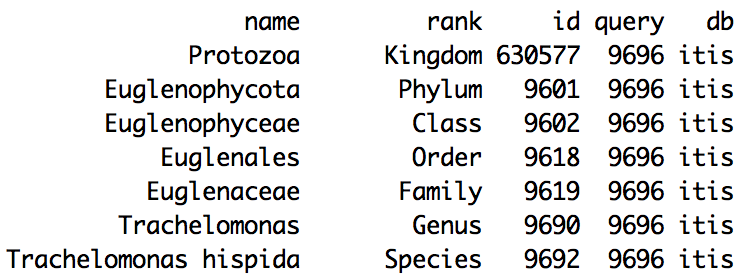 name rank id query db
Protozoa Kingdom 630577 9696 itis
Euglenophycota Phylum 9601 9696 itis
Euglenophyceae Class 9602 9696 itis
Euglenales Order 9618 9696 itis
Euglenaceae Family 9619 9696 itis
Trachelomonas Genus 9690 9696 itis
Trachelomonas hispida Species 9692 9696 itis